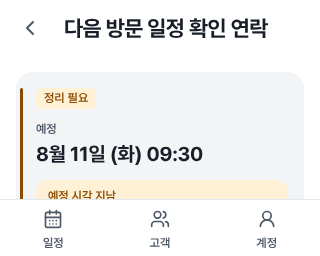 다음 방문 일정 확인 연락
정리 필요
예정
8월 11일 (화) 09:30
예정 시각 지남
일정
고객
계정